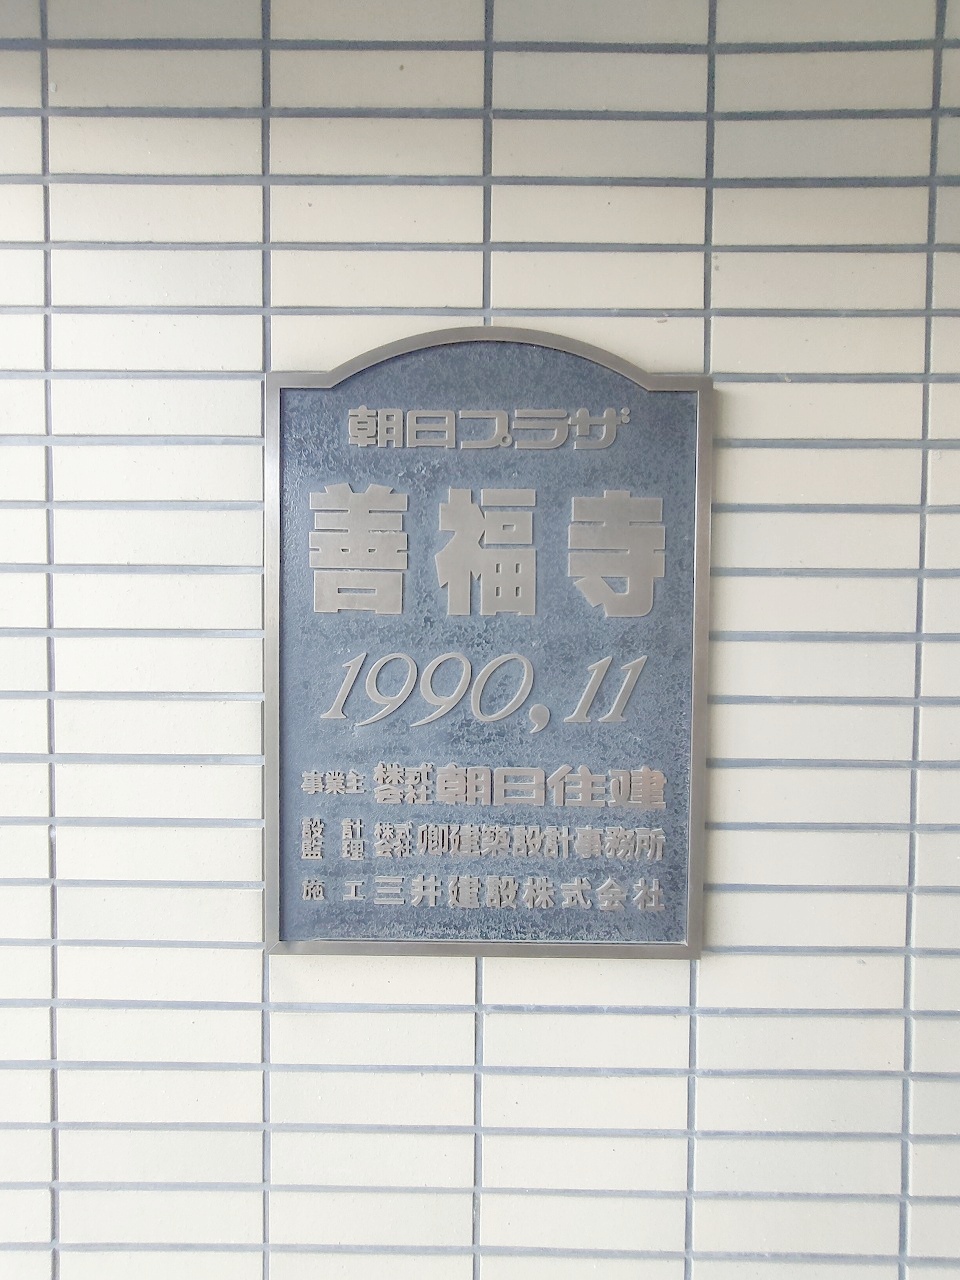 朝日プラザ
善福寺
1990,11
事業主 株式会社 朝日住建
設計監理 株式会社 卿建築設計事務所
施工 三井建設株式会社